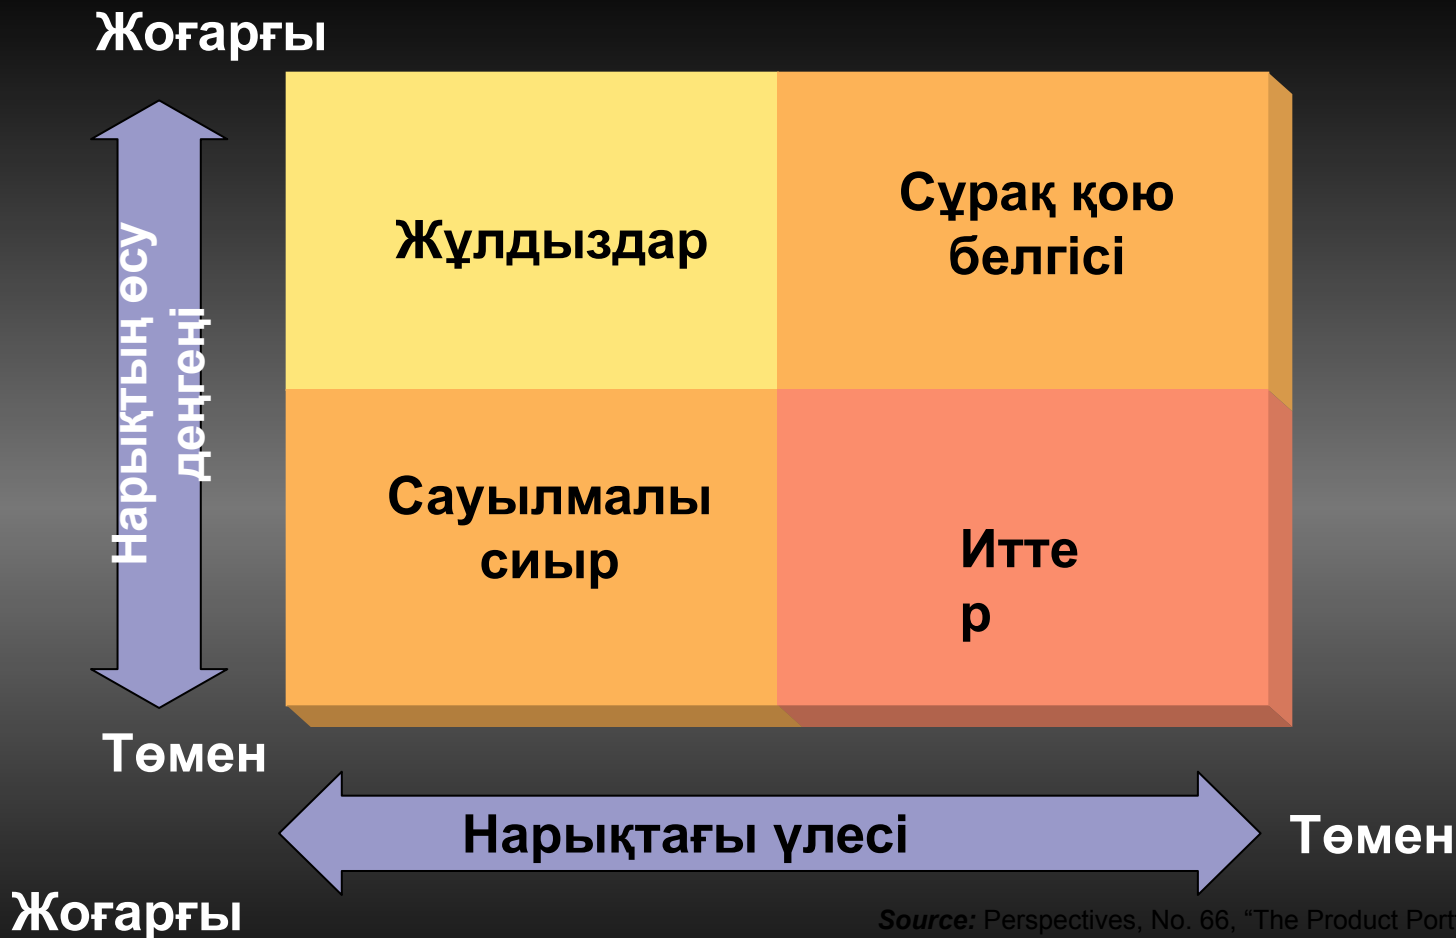 Жоғарғы
Нарықтың өсу
деңгеңі
Жұлдыздар
Сұрақ қою
белгісі
Сауылмалы
сиыр
Итте
р
Төмен
Нарықтағы үлесі
Төмен
Жоғарғы
Source: Perspectives, No. 66, “The Product Port